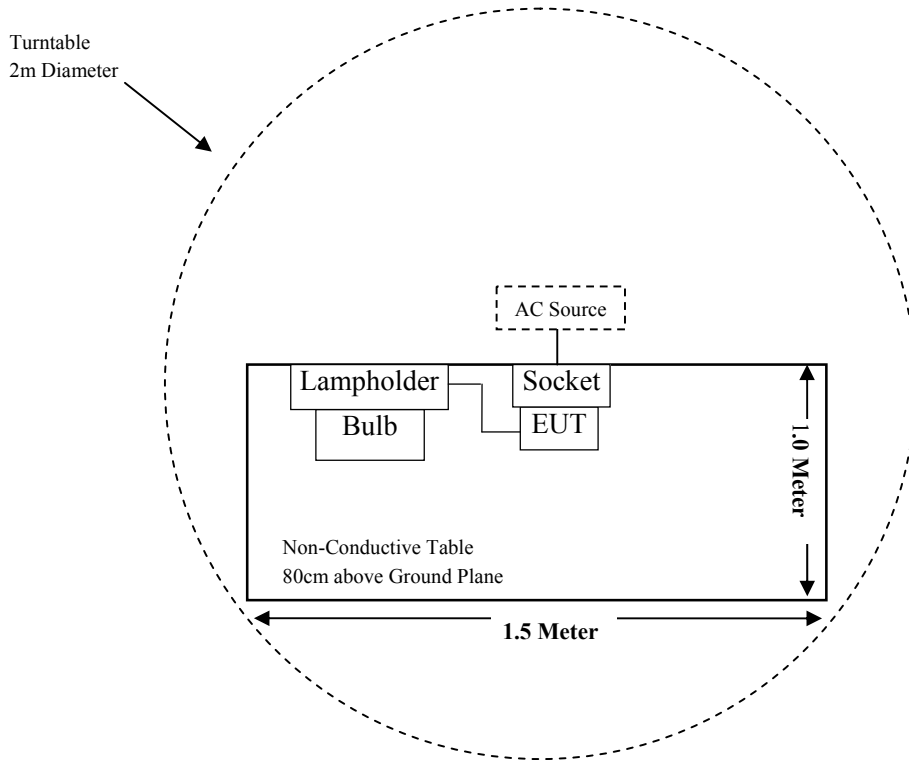 Turntable
2m Diameter
AC Source
Lampholder
Socket
Bulb
EUT
1.0 Meter
Non-Conductive Table
80cm above Ground Plane
1.5 Meter